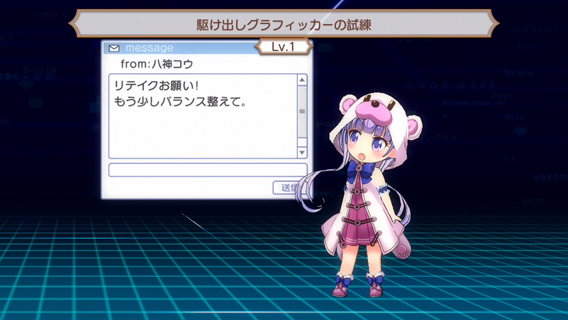 駆け出しグラフィッカーの試練
message
Lv.1
from:八神コウ
リテイクお願い!
もう少しバランス整えて。
送信